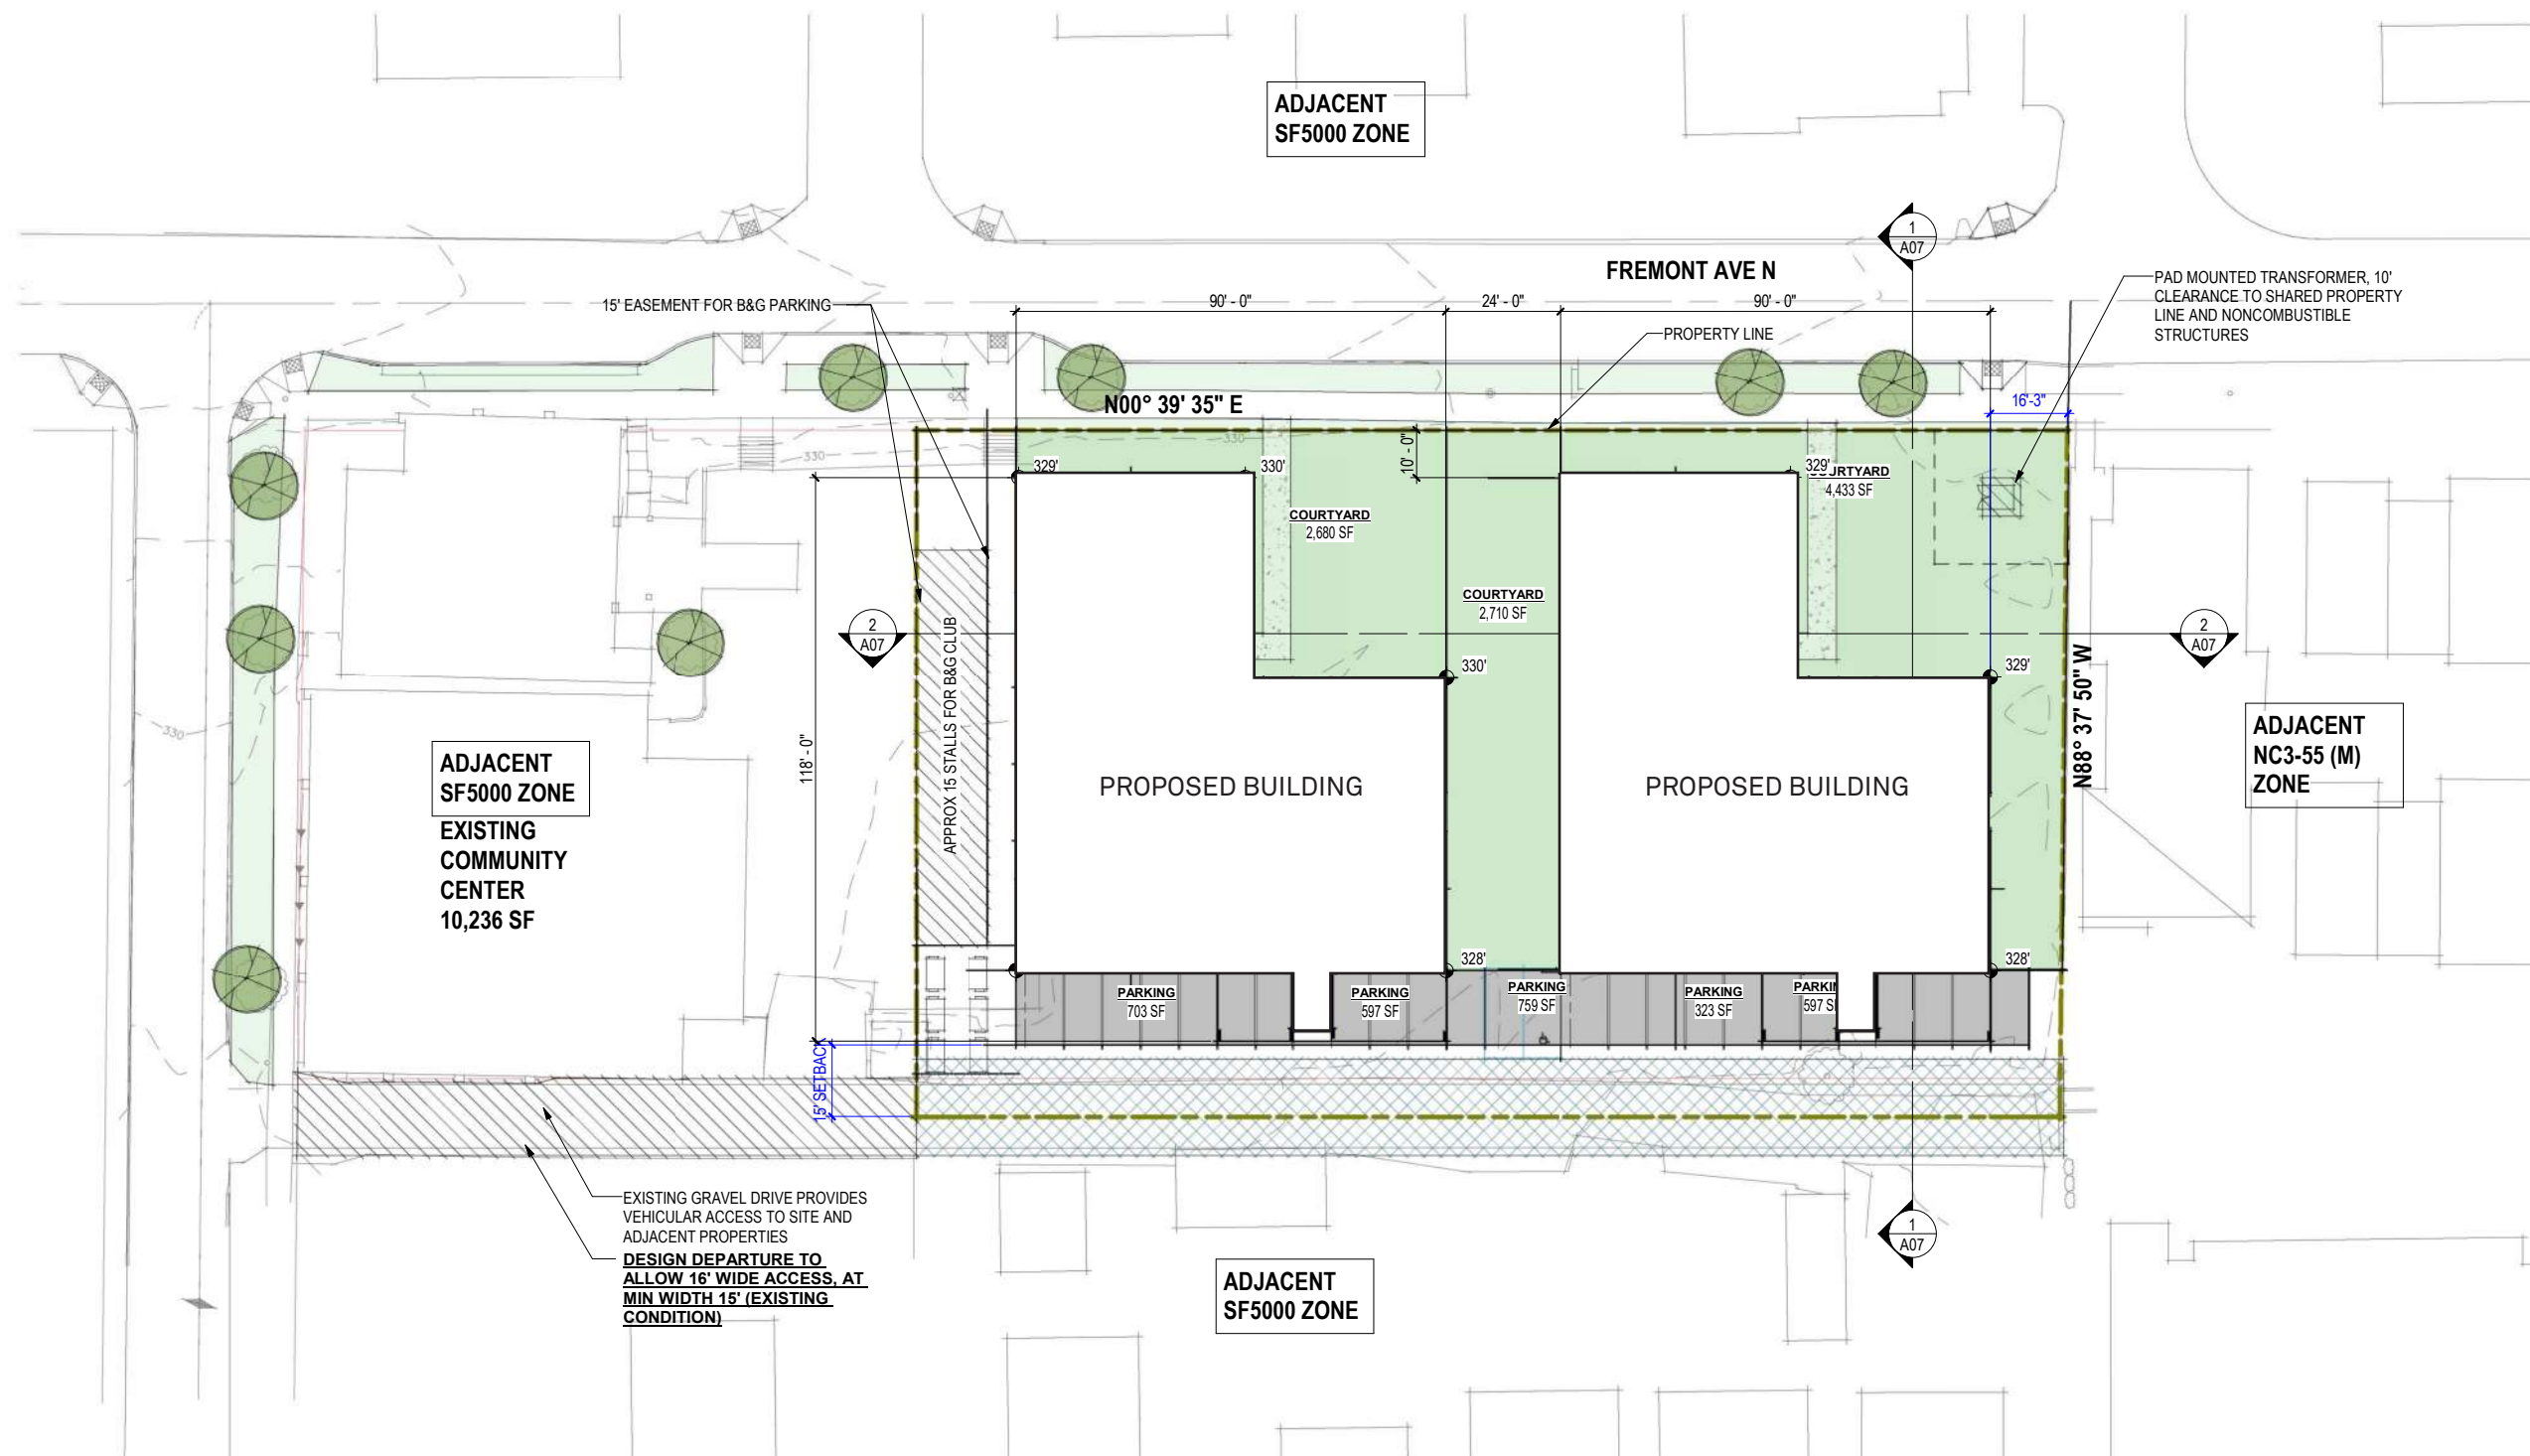 ADJACENT
SF5000 ZONE
1
A07
FREMONT AVE N
PAD MOUNTED TRANSFORMER, 10'
CLEARANCE TO SHARED PROPERTY
LINE AND NONCOMBUSTIBLE
STRUCTURES
15' EASEMENT FOR B&G PARKING
90' - 0"
24' - 0"
90' - 0"
PROPERTY LINE
N00° 39' 35" E
16'-3"
330
330
10' - 0"
329'
330'
329'
COURTYARD
4,433 SF
COURTYARD
2,680 SF
COURTYARD
2,710 SF
2
A07
2
A07
330'
329'
N88° 37' 50" W
330
118' - 0"
APPROX 15 STALLS FOR B&G CLUB
PROPOSED BUILDING
PROPOSED BUILDING
ADJACENT
NC3-55 (M)
ZONE
ADJACENT
SF5000 ZONE
EXISTING
COMMUNITY
CENTER
10,236 SF
328'
328'
PARKING
703 SF
PARKING
597 SF
PARKING
759 SF
PARKING
323 SF
597
15' SETBACK
EXISTING GRAVEL DRIVE PROVIDES
VEHICULAR ACCESS TO SITE AND
ADJACENT PROPERTIES
DESIGN DEPARTURE TO
ALLOW 16' WIDE ACCESS, AT
MIN WIDTH 15' (EXISTING
CONDITION)
1
A07
ADJACENT
SF5000 ZONE